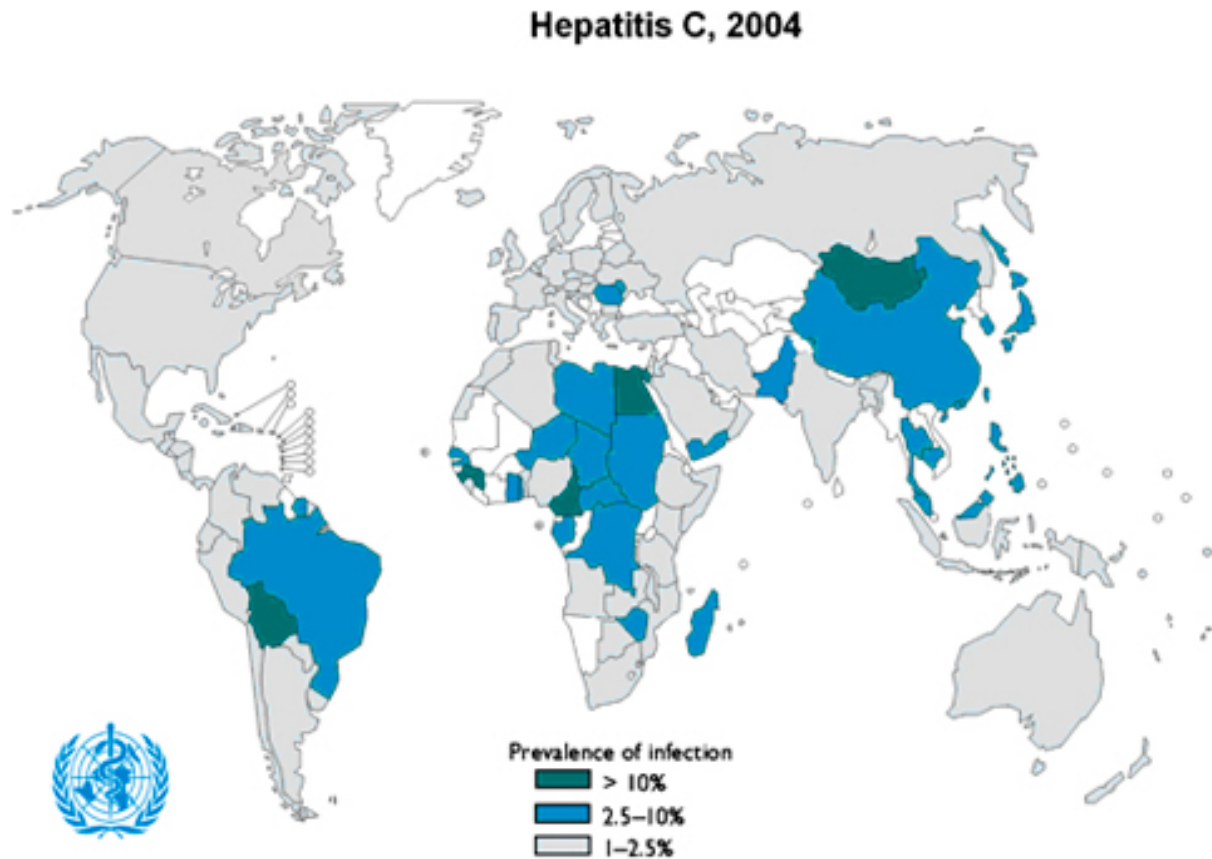 Hepatitis C, 2004
Prevalence of infection
> 10%
2.5–10%
1–2.5%